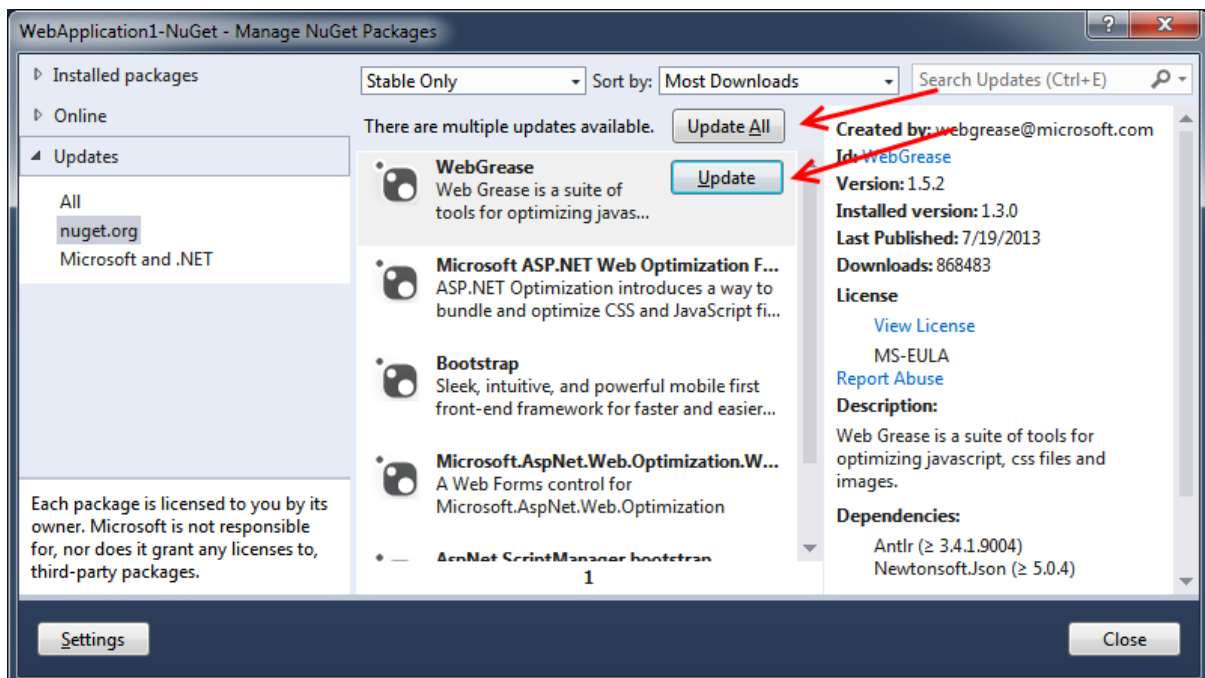 WebApplication1-NuGet - Manage NuGet Packages
?
X
Installed packages
Online
Updates
All
nuget.org
Microsoft and .NET
Each package is licensed to you by its
owner. Microsoft is not responsible
for, nor does it grant any licenses to,
third-party packages.
Stable Only
Sort by: Most Downloads
There are multiple updates available.
Update All
WebGrease
Web Grease is a suite of
tools for optimizing javas...
Update
Microsoft ASP.NET Web Optimization F...
ASP.NET Optimization introduces a way to
bundle and optimize CSS and JavaScript fi...
Bootstrap
Sleek, intuitive, and powerful mobile first
front-end framework for faster and easier...
Microsoft.AspNet.Web.Optimization.W...
A Web Forms control for
Microsoft.AspNet.Web.Optimization
AspNet ScriptManager bootstrap
1
Search Updates (Ctrl+E)
Created by: webgrease@microsoft.com
Id: WebGrease
Version: 1.5.2
Installed version: 1.3.0
Last Published: 7/19/2013
Downloads: 868483
License
View License
MS-EULA
Report Abuse
Description:
Web Grease is a suite of tools for
optimizing javascript, css files and
images.
Dependencies:
Antlr (≥ 3.4.1.9004)
Newtonsoft.Json (≥ 5.0.4)
Settings
Close